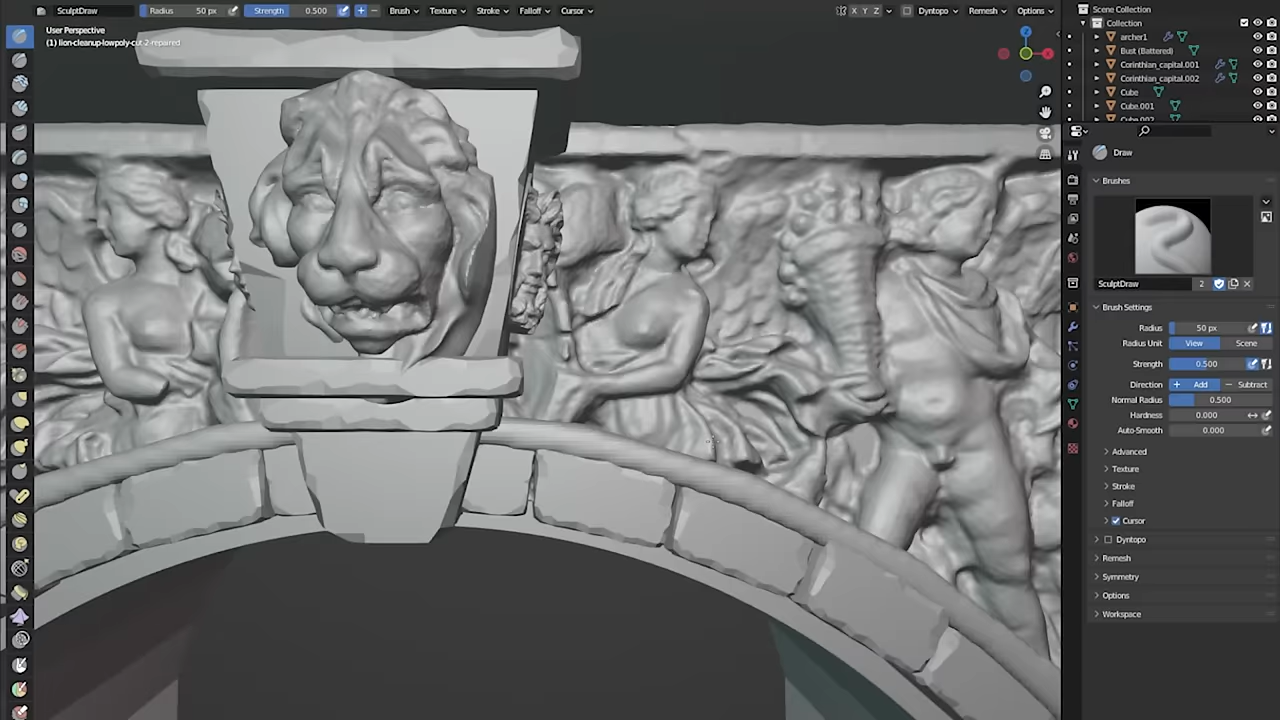 SculptDraw Radius 50 px Strength 0.500 + − Brush Texture Stroke Falloff Cursor X Y Z Dyntopo Remesh Options
User Perspective
(1) lion-cleanup-lowpoly-cut-2-repaired
Scene Collection
Collection
archer1
Bust (Battered)
Corinthian_capital.001
Corinthian_capital.002
Cube
Cube.001
Cube.002
Draw
Brushes
SculptDraw 2
Brush Settings
Radius 50 px
Radius Unit View Scene
Strength 0.500
Direction + Add − Subtract
Normal Radius 0.500
Hardness 0.000
Auto-Smooth 0.000
Advanced
Texture
Stroke
Falloff
Cursor
Dyntopo
Remesh
Symmetry
Options
Workspace